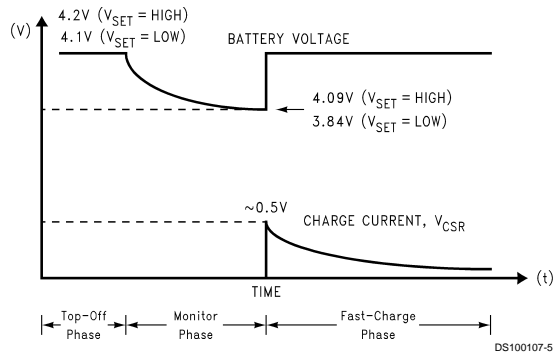 4.2V (VSET = HIGH)
(V)
4.1V (VSET = LOW)
BATTERY VOLTAGE
4.09V (VSET = HIGH)
3.84V (VSET = LOW)
~0.5V
CHARGE CURRENT, VCSR
(t)
TIME
Top-Off
Phase
Monitor
Phase
Fast-Charge
Phase
DS100107-5